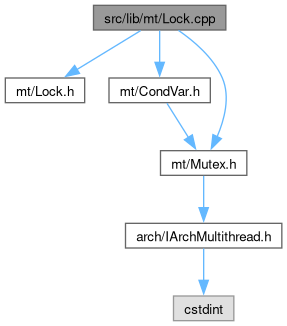 src/lib/mt/Lock.cpp
mt/Lock.h
mt/CondVar.h
mt/Mutex.h
arch/IArchMultithread.h
cstdint